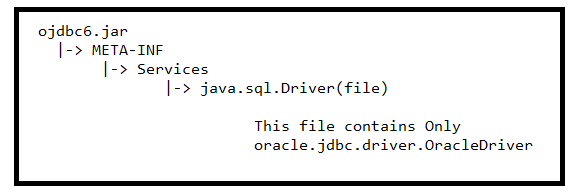 ojdbc6.jar
|-> META-INF
|-> Services
|-> java.sql.Driver(file)
This file contains Only
oracle.jdbc.driver.OracleDriver